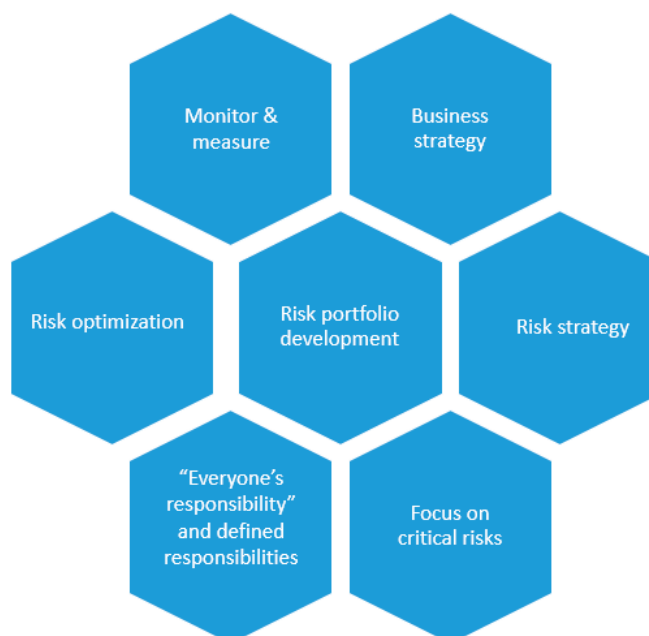 Monitor &
measure
Business
strategy
Risk optimization
Risk portfolio
development
Risk strategy
“Everyone’s
responsibility”
and defined
responsibilities
Focus on
critical risks